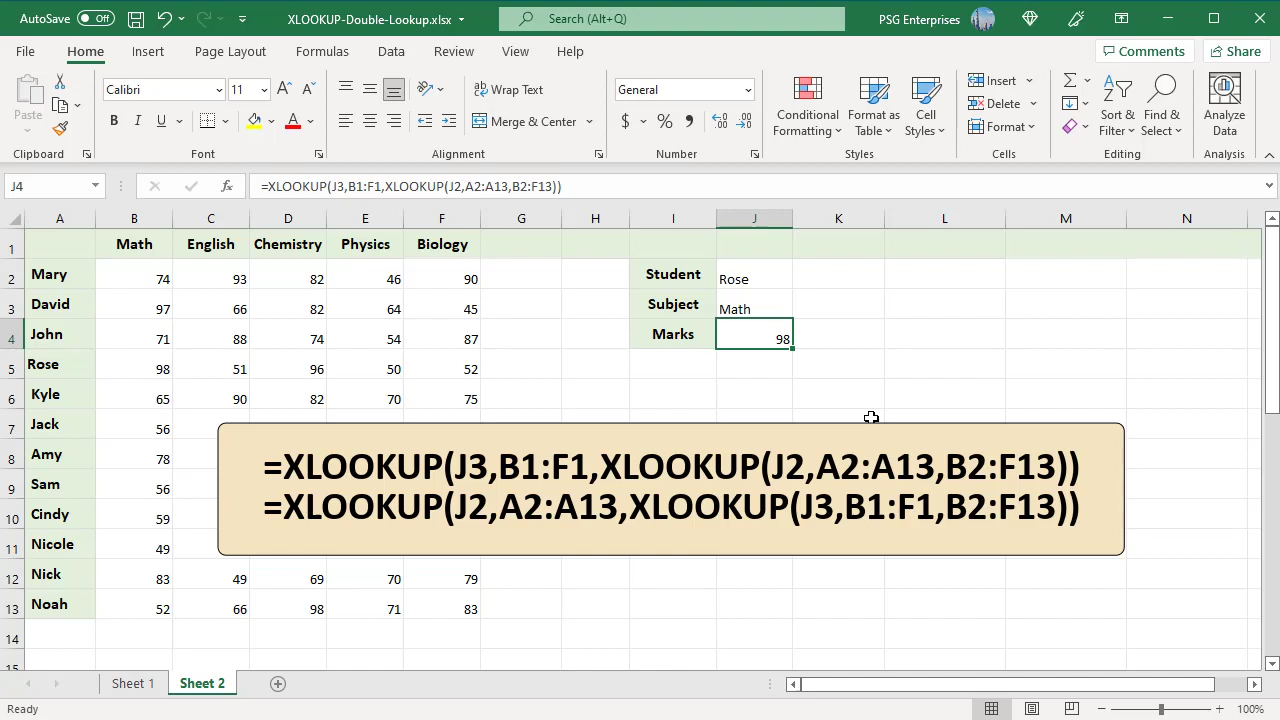 AutoSave Off XLOOKUP-Double-Lookup.xlsx Search (Alt+Q) PSG Enterprises
File Home Insert Page Layout Formulas Data Review View Help Comments Share
Paste
Calibri 11
B I U
Wrap Text
Merge & Center
General
$ %
Conditional Formatting
Format as Table
Cell Styles
Insert
Delete
Format
Sort & Filter
Find & Select
Analyze Data
Clipboard Font Alignment Number Styles Cells Editing Analysis
J4 fx =XLOOKUP(J3,B1:F1,XLOOKUP(J2,A2:A13,B2:F13))
A B C D E F G H I J K L M N
1 Math English Chemistry Physics Biology
2 Mary 74 93 82 46 90 Student Rose
3 David 97 66 82 64 45 Subject Math
4 John 71 88 74 54 87 Marks 98
5 Rose 98 51 96 50 52
6 Kyle 65 90 82 70 75
7 Jack 56
8 Amy 78
9 Sam 56
10 Cindy 59
11 Nicole 49
12 Nick 83 49 69 70 79
13 Noah 52 66 98 71 83
14
15
=XLOOKUP(J3,B1:F1,XLOOKUP(J2,A2:A13,B2:F13))
=XLOOKUP(J2,A2:A13,XLOOKUP(J3,B1:F1,B2:F13))
Sheet 1 Sheet 2
Ready 100%